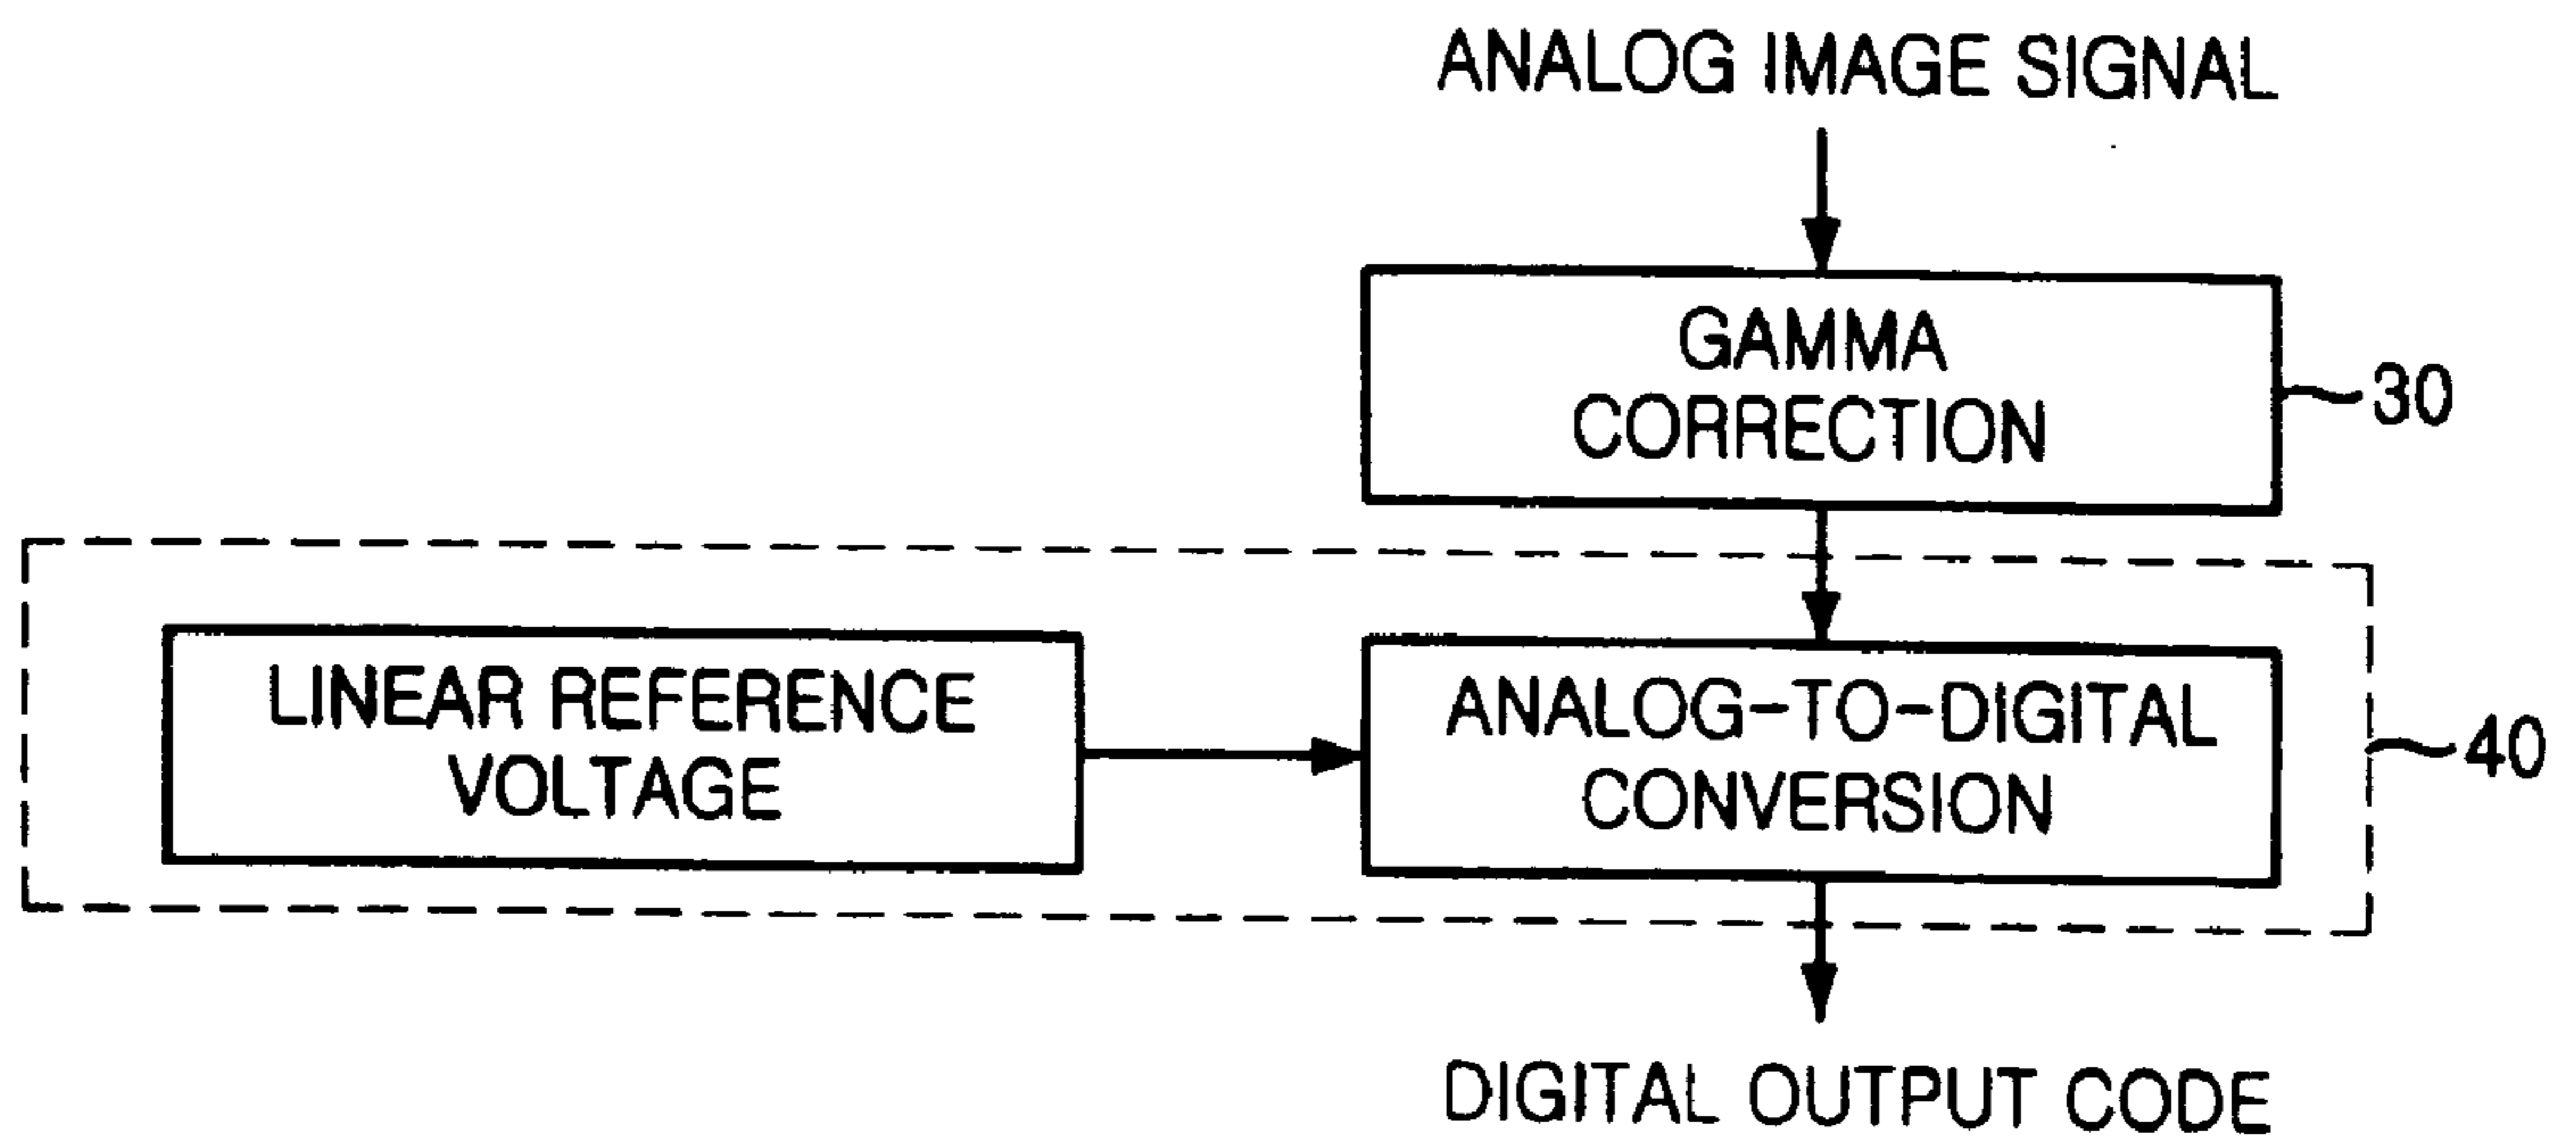 ANALOG IMAGE SIGNAL
GAMMA
CORRECTION
30
LINEAR REFERENCE
VOLTAGE
ANALOG-TO-DIGITAL
CONVERSION
40
DIGITAL OUTPUT CODE